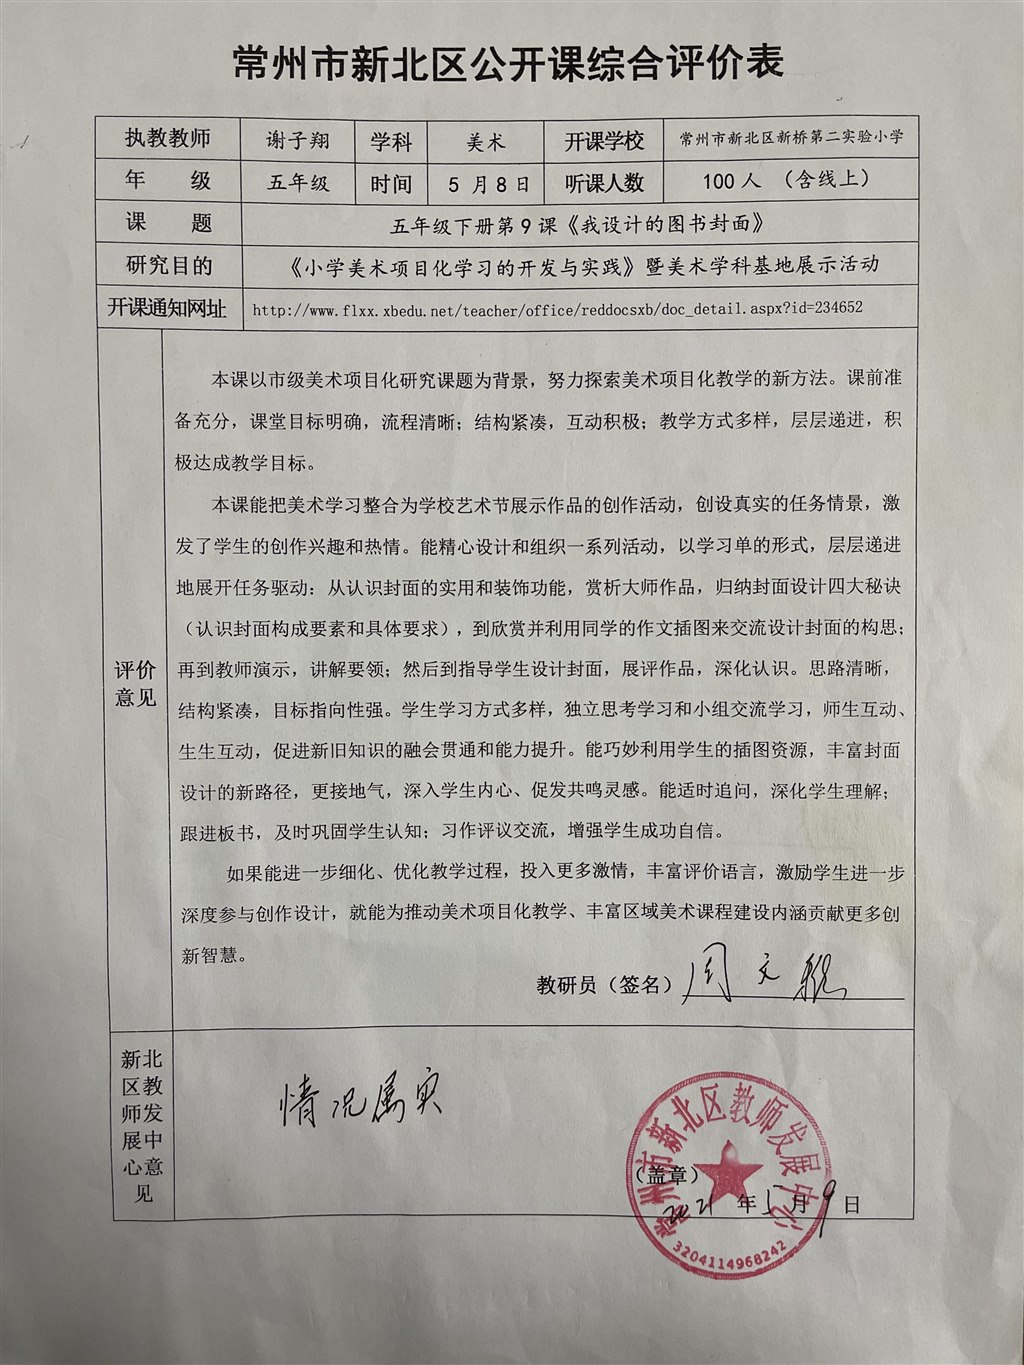 常州市新北区公开课综合评价表
执教教师 谢子翔 学科 美术 开课学校 常州市新北区新桥第二实验小学
年 级 五年级 时间 5 月 8 日 听课人数 100人 （含线上）
课 题 五年级下册第 9 课《我设计的图书封面》
研究目的 《小学美术项目化学习的开发与实践》暨美术学科基地展示活动
开课通知网址 http://www.flxx.xbedu.net/teacher/office/reddocsxb/doc_detail.aspx?id=234652
本课以市级美术项目化研究课题为背景，努力探索美术项目化教学的新方法。课前准
备充分，课堂目标明确，流程清晰；结构紧凑，互动积极；教学方式多样，层层递进，积
极达成教学目标。
本课能把美术学习整合为学校艺术节展示作品的创作活动，创设真实的任务情景，激
发了学生的创作兴趣和热情。能精心设计和组织一系列活动，以学习单的形式，层层递进
地展开任务驱动：从认识封面的实用和装饰功能，赏析大师作品，归纳封面设计四大秘诀
（认识封面构成要素和具体要求），到欣赏并利用同学的作文插图来交流设计封面的构思；
评价
意见
再到教师演示，讲解要领；然后到指导学生设计封面，展评作品，深化认识。思路清晰，
结构紧凑，目标指向性强。学生学习方式多样，独立思考学习和小组交流学习，师生互动、
生生互动，促进新旧知识的融会贯通和能力提升。能巧妙利用学生的插图资源，丰富封面
设计的新路径，更接地气，深入学生内心、促发共鸣灵感。能适时追问，深化学生理解；
跟进板书，及时巩固学生认知；习作评议交流，增强学生成功自信。
如果能进一步细化、优化教学过程，投入更多激情，丰富评价语言，激励学生进一步
深度参与创作设计，就能为推动美术项目化教学、丰富区域美术课程建设内涵贡献更多创
新智慧。
教研员（签名） 周文
新北
区教
师发
展中
心意
见
情况属实
常州市新北区教师发展中心
（盖章）
2021 年 5 月 9 日
3204114968242